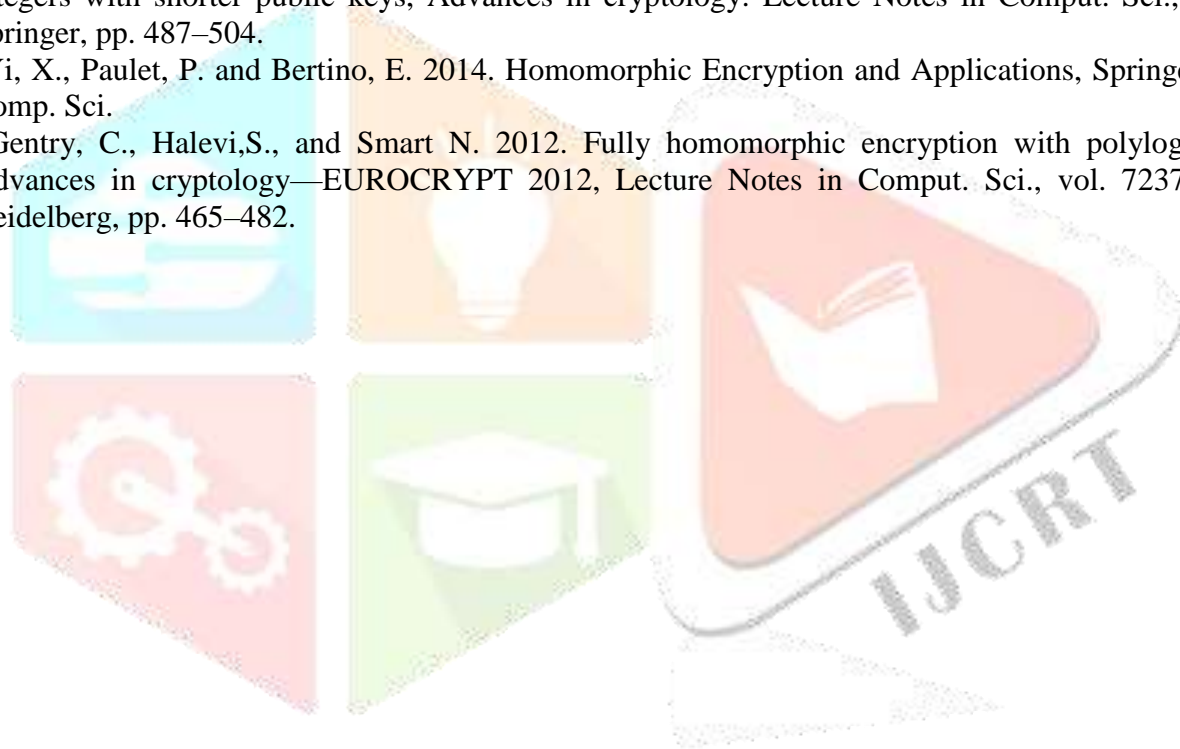 tegers with shorter public keys, Advances in cryptology. Lecture Notes in Comput. Sci.,
pringer, pp. 487–504.
i, X., Paulet, P. and Bertino, E. 2014. Homomorphic Encryption and Applications, Spring
omp. Sci.
Gentry, C., Halevi,S., and Smart N. 2012. Fully homomorphic encryption with polylog
dvances in cryptology—EUROCRYPT 2012, Lecture Notes in Comput. Sci., vol. 7237
eidelberg, pp. 465–482.
IJCRT